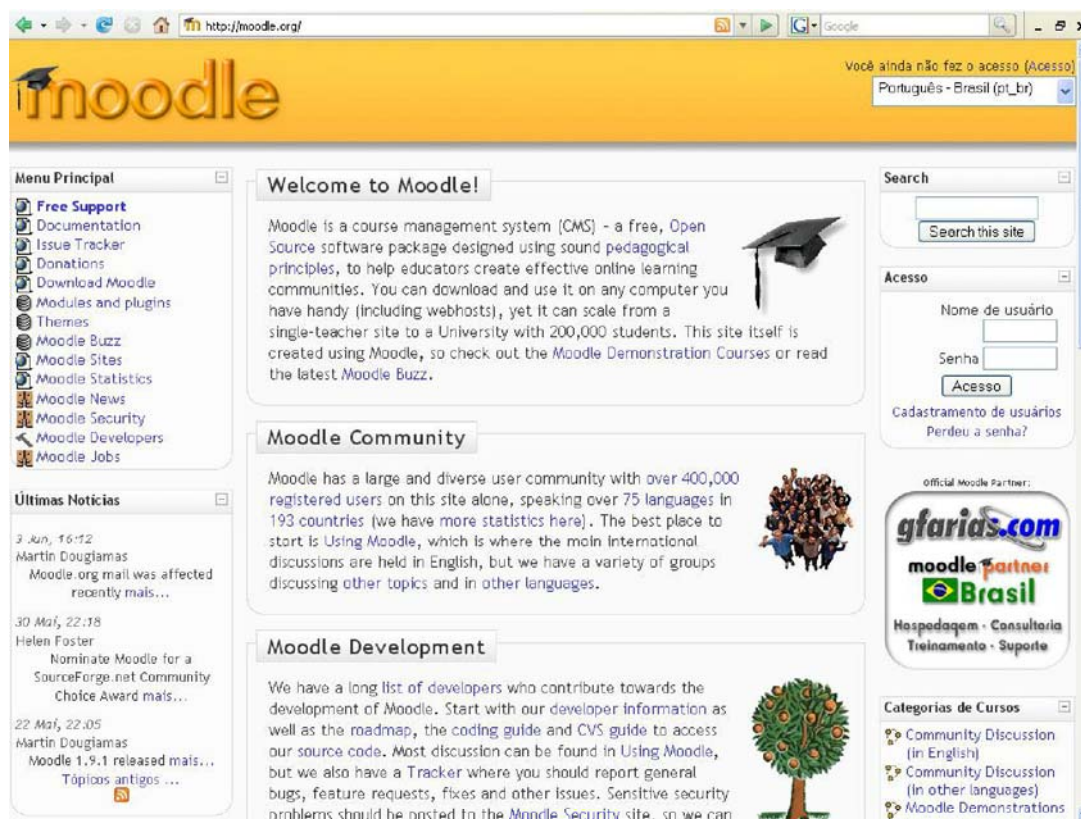 http://moodle.org/
Google
moodle
Você ainda não fez o acesso (Acesso)
Português - Brasil (pt_br)
Menu Principal
Free Support
Documentation
Issue Tracker
Donations
Download Moodle
Modules and plugins
Themes
Moodle Buzz
Moodle Sites
Moodle Statistics
Moodle News
Moodle Security
Moodle Developers
Moodle Jobs
Últimas Notícias
3 Jun, 16:12
Martin Dougiamas
Moodle.org mail was affected
recently mais...
30 Mai, 22:18
Helen Foster
Nominate Moodle for a
SourceForge.net Community
Choice Award mais...
22 Mai, 22:05
Martin Dougiamas
Moodle 1.9.1 released mais...
Tópicos antigos ...
Welcome to Moodle!
Moodle is a course management system (CMS) - a free, Open
Source software package designed using sound pedagogical
principles, to help educators create effective online learning
communities. You can download and use it on any computer you
have handy (including webhosts), yet it can scale from a
single-teacher site to a University with 200,000 students. This site itself is
created using Moodle, so check out the Moodle Demonstration Courses or read
the latest Moodle Buzz.
Moodle Community
Moodle has a large and diverse user community with over 400,000
registered users on this site alone, speaking over 75 languages in
193 countries (we have more statistics here). The best place to
start is Using Moodle, which is where the main international
discussions are held in English, but we have a variety of groups
discussing other topics and in other languages.
Moodle Development
We have a long list of developers who contribute towards the
development of Moodle. Start with our developer information as
well as the roadmap, the coding guide and CVS guide to access
our source code. Most discussion can be found in Using Moodle,
but we also have a Tracker where you should report general
bugs, feature requests, fixes and other issues. Sensitive security
problems should be posted to the Moodle Security site, so we can
Search
Search this site
Acesso
Nome de usuário
Senha
Acesso
Cadastramento de usuários
Perdeu a senha?
Official Moodle Partner:
gfarias.com
moodle partner
Brasil
Hospedagem - Consultoria
Treinamento - Suporte
Categorias de Cursos
Community Discussion
(in English)
Community Discussion
(in other languages)
Moodle Demonstrations